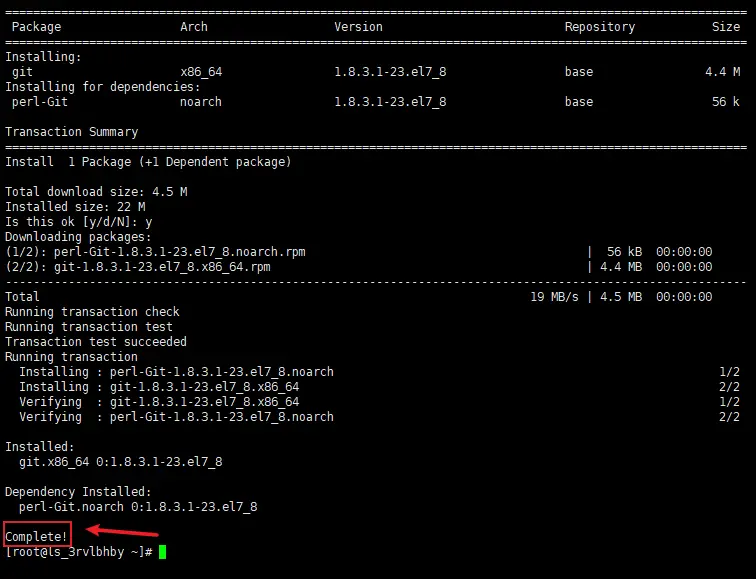 ================================================================================
Package Arch Version Repository Size
================================================================================
Installing:
git x86_64 1.8.3.1-23.el7_8 base 4.4 M
Installing for dependencies:
perl-Git noarch 1.8.3.1-23.el7_8 base 56 k
Transaction Summary
================================================================================
Install 1 Package (+1 Dependent package)
Total download size: 4.5 M
Installed size: 22 M
Is this ok [y/d/N]: y
Downloading packages:
(1/2): perl-Git-1.8.3.1-23.el7_8.noarch.rpm | 56 kB 00:00:00
(2/2): git-1.8.3.1-23.el7_8.x86_64.rpm | 4.4 MB 00:00:00
--------------------------------------------------------------------------------
Total 19 MB/s | 4.5 MB 00:00:00
Running transaction check
Running transaction test
Transaction test succeeded
Running transaction
Installing : perl-Git-1.8.3.1-23.el7_8.noarch 1/2
Installing : git-1.8.3.1-23.el7_8.x86_64 2/2
Verifying : git-1.8.3.1-23.el7_8.x86_64 1/2
Verifying : perl-Git-1.8.3.1-23.el7_8.noarch 2/2
Installed:
git.x86_64 0:1.8.3.1-23.el7_8
Dependency Installed:
perl-Git.noarch 0:1.8.3.1-23.el7_8
Complete!
[root@ls_3rvlbhby ~]#